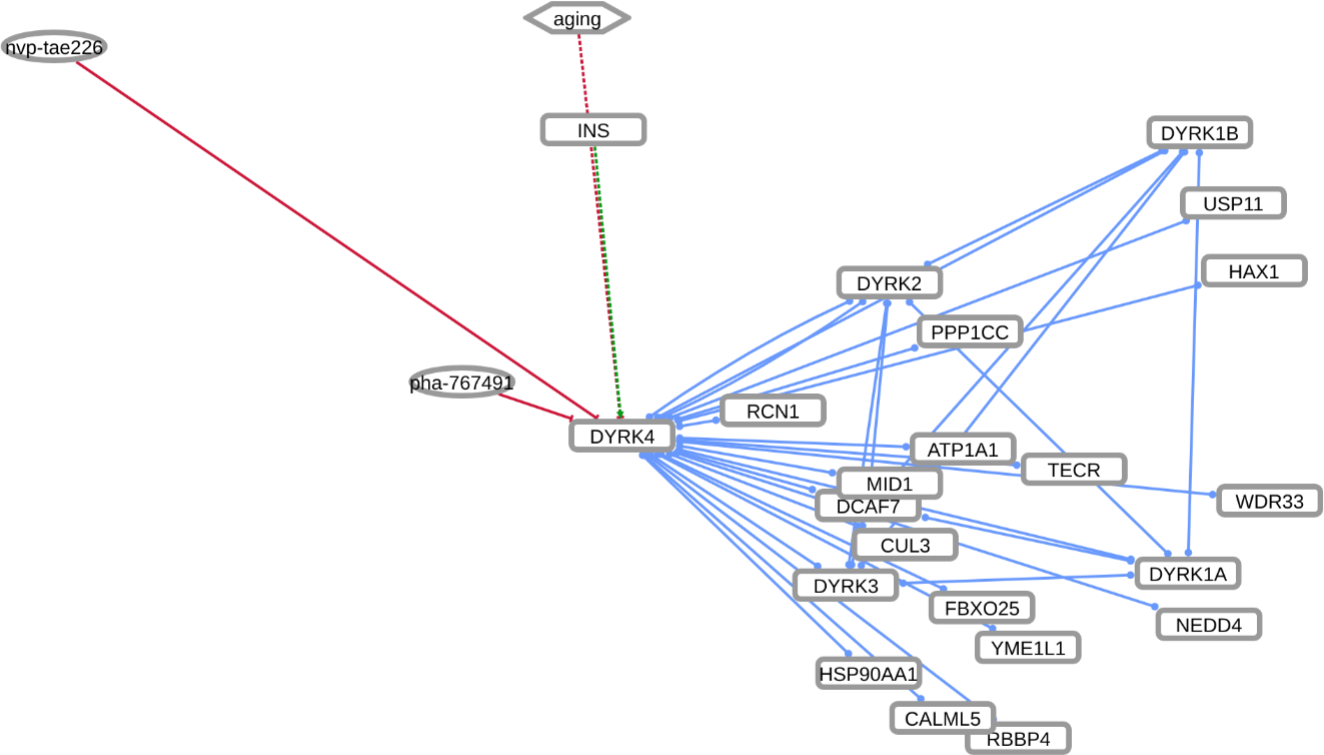 aging
nvp-tae226
INS
DYRK1B
USP11
HAX1
DYRK2
PPP1CC
pha-767491
RCN1
DYRK4
ATP1A1
TECR
MID1
WDR33
DCAF7
CUL3
DYRK1A
DYRK3
FBXO25
NEDD4
YME1L1
HSP90AA1
CALML5
RBBP4